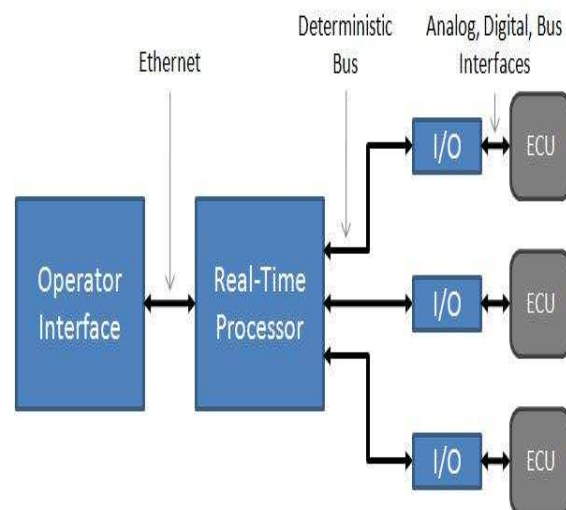 Ethernet
Deterministic
Bus
Analog, Digital, Bus
Interfaces
Operator
Interface
Real-Time
Processor
I/O
ECU
I/O
ECU
I/O
ECU